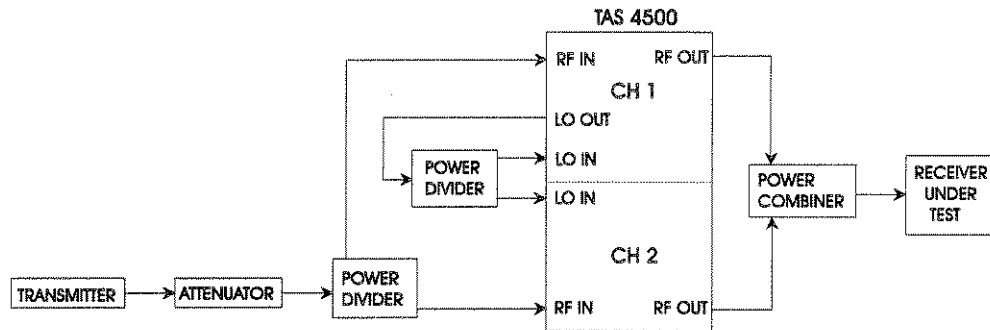 TAS 4500
RF IN
RF OUT
CH 1
LO OUT
LO IN
POWER
DIVIDER
LO IN
POWER
COMBINER
RECEIVER
UNDER
TEST
CH 2
TRANSMITTER
ATTENUATOR
POWER
DIVIDER
RF IN
RF OUT